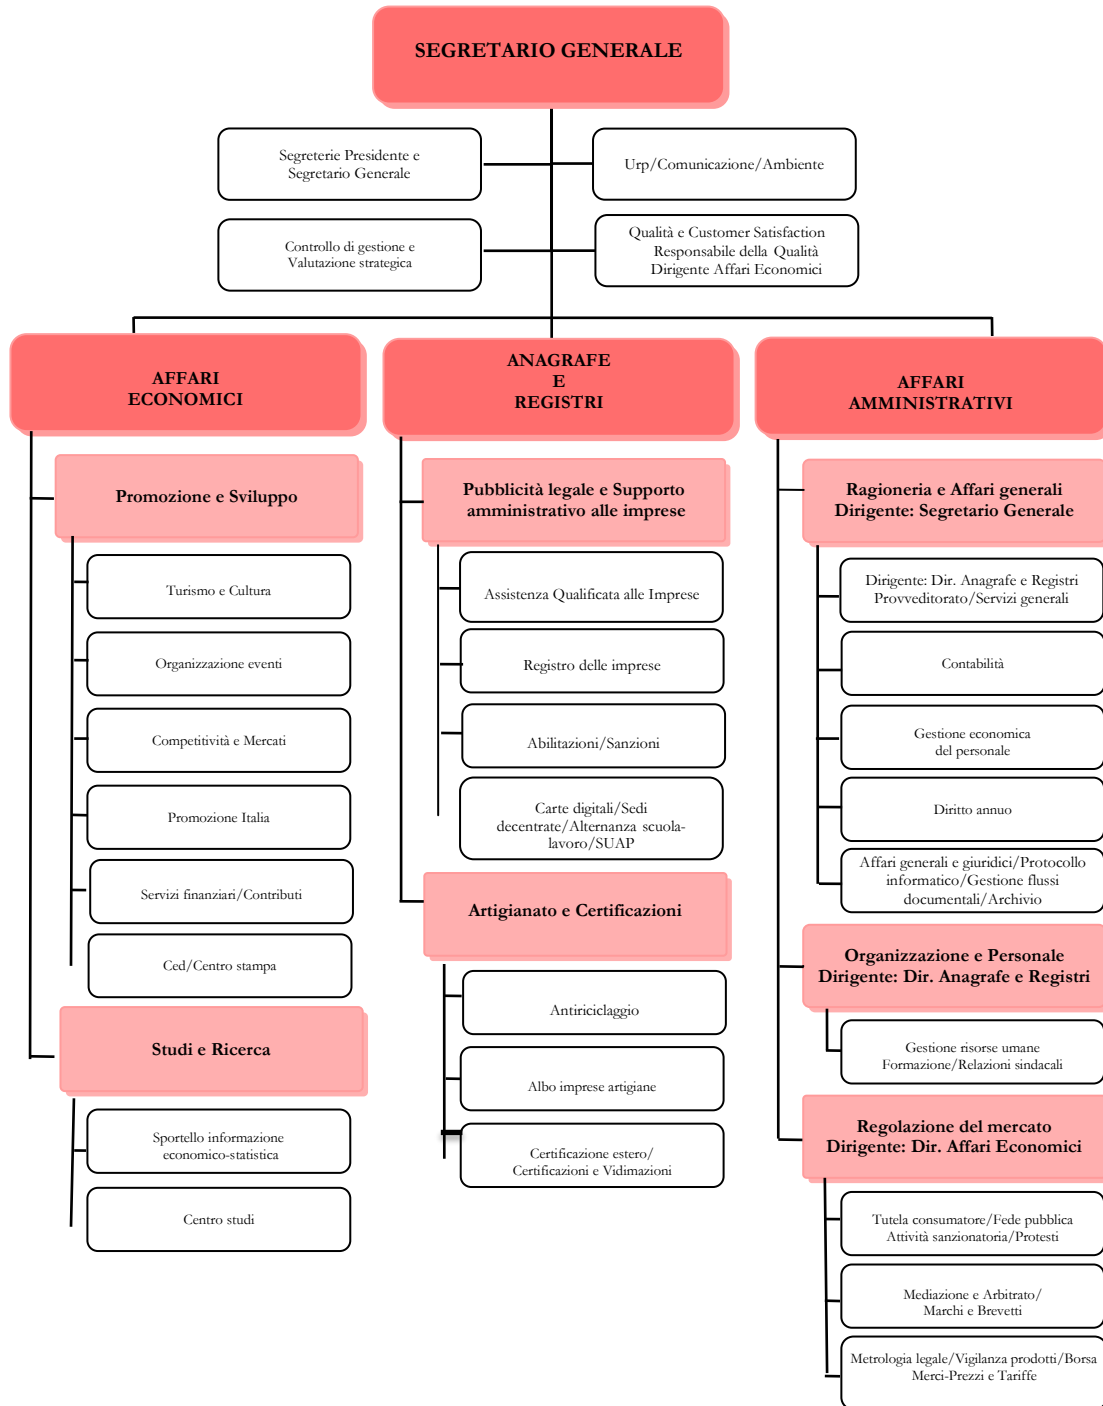 SEGRETARIO GENERALE
Segreterie Presidente e
Segretario Generale
Urp/Comunicazione/Ambiente
Controllo di gestione e
Valutazione strategica
Qualità e Customer Satisfaction
Responsabile della Qualità
Dirigente Affari Economici
AFFARI
ECONOMICI
Promozione e Sviluppo
Turismo e Cultura
Organizzazione eventi
Competitività e Mercati
Promozione Italia
Servizi finanziari/Contributi
Ced/Centro stampa
Studi e Ricerca
Sportello informazione
economico-statistica
Centro studi
ANAGRAFE
E
REGISTRI
Pubblicità legale e Supporto
amministrativo alle imprese
Assistenza Qualificata alle Imprese
Registro delle imprese
Abilitazioni/Sanzioni
Carte digitali/Sedi
decentrate/Alternanza scuola-
lavoro/SUAP
Artigianato e Certificazioni
Antiriciclaggio
Albo imprese artigiane
Certificazione estero/
Certificazioni e Vidimazioni
AFFARI
AMMINISTRATIVI
Ragioneria e Affari generali
Dirigente: Segretario Generale
Dirigente: Dir. Anagrafe e Registri
Provveditorato/Servizi generali
Contabilità
Gestione economica
del personale
Diritto annuo
Affari generali e giuridici/Protocollo
informatico/Gestione flussi
documentali/Archivio
Organizzazione e Personale
Dirigente: Dir. Anagrafe e Registri
Gestione risorse umane
Formazione/Relazioni sindacali
Regolazione del mercato
Dirigente: Dir. Affari Economici
Tutela consumatore/Fede pubblica
Attività sanzionatoria/Protesti
Mediazione e Arbitrato/
Marchi e Brevetti
Metrologia legale/Vigilanza prodotti/Borsa
Merci-Prezzi e Tariffe